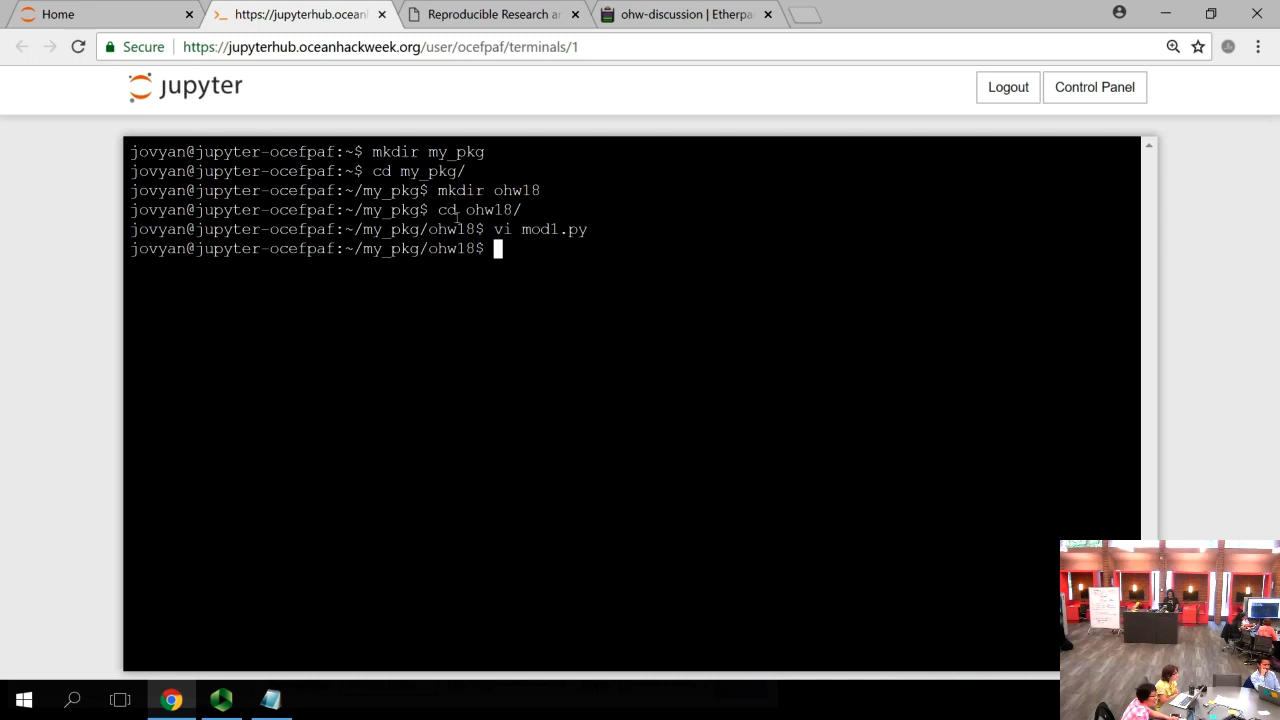 Home
https://jupyterhub.ocean
Reproducible Research an
ohw-discussion | Etherpa
Secure
https://jupyterhub.oceanhackweek.org/user/ocefpaf/terminals/1
jupyter
Logout
Control Panel
jovyan@jupyter-ocefpaf:~$ mkdir my_pkg
jovyan@jupyter-ocefpaf:~$ cd my_pkg/
jovyan@jupyter-ocefpaf:~/my_pkg$ mkdir ohw18
jovyan@jupyter-ocefpaf:~/my_pkg$ cd ohw18/
jovyan@jupyter-ocefpaf:~/my_pkg/ohw18$ vi mod1.py
jovyan@jupyter-ocefpaf:~/my_pkg/ohw18$